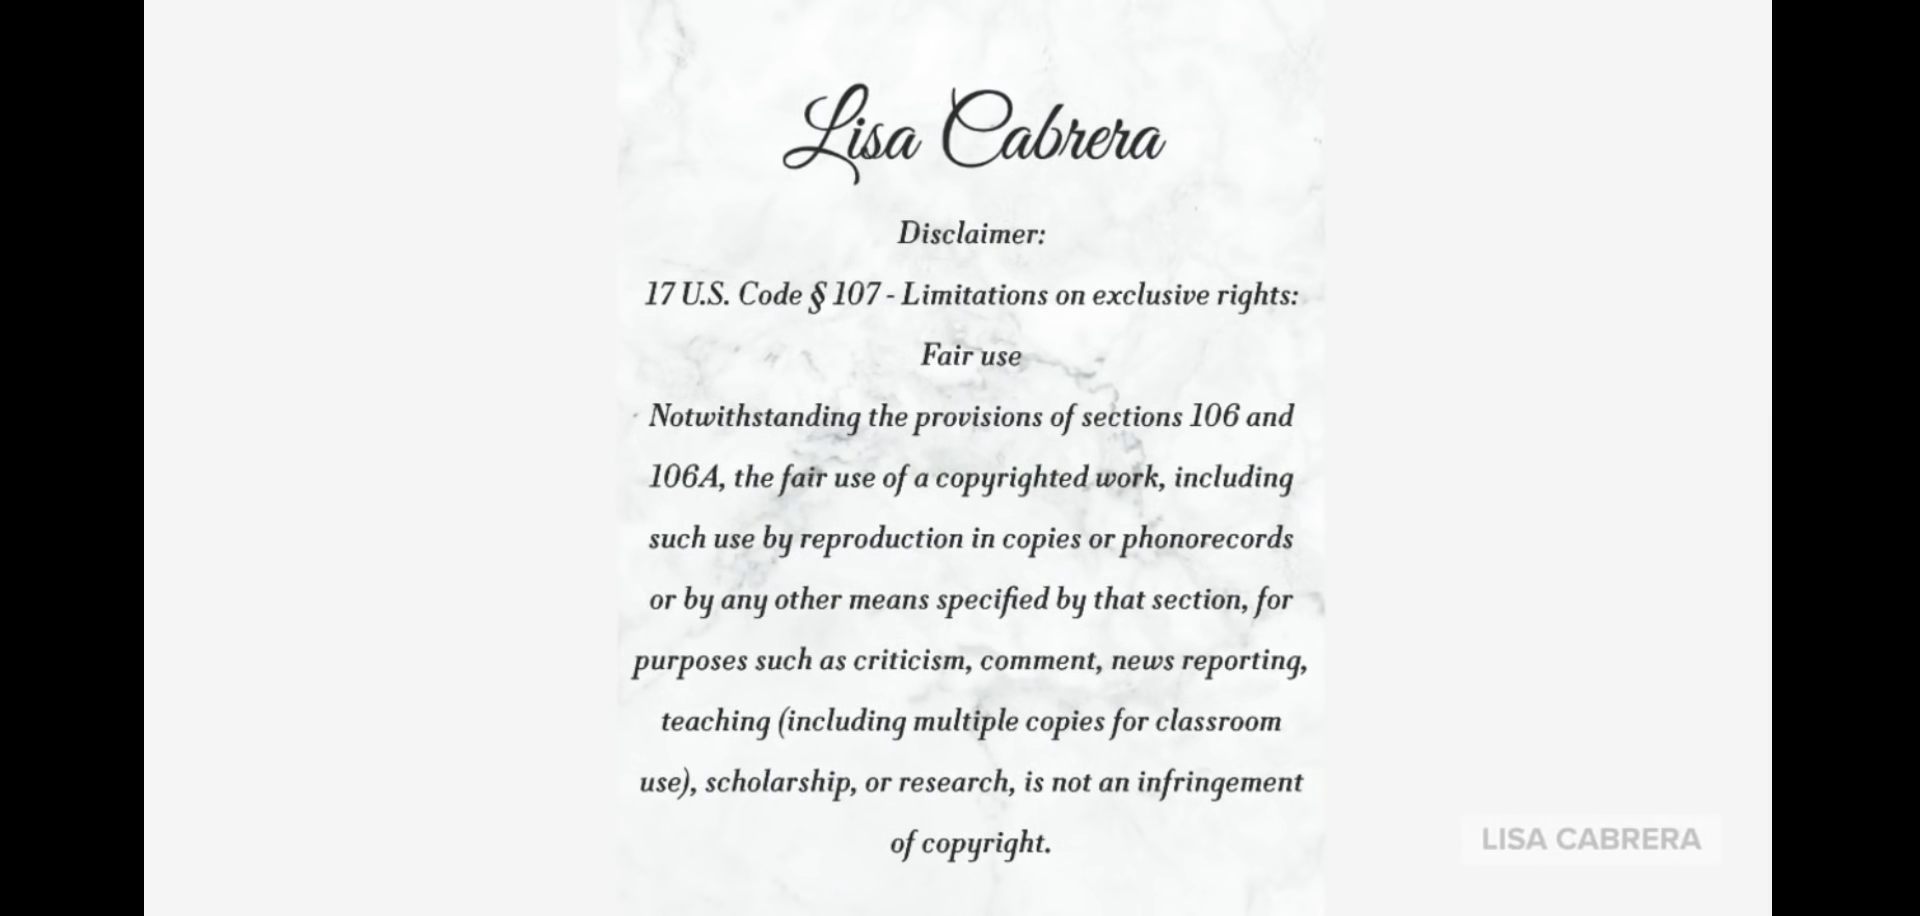 Lisa Cabrera
Disclaimer:
17 U.S. Code § 107 - Limitations on exclusive rights:
Fair use
Notwithstanding the provisions of sections 106 and
106A, the fair use of a copyrighted work, including
such use by reproduction in copies or phonorecords
or by any other means specified by that section, for
purposes such as criticism, comment, news reporting,
teaching (including multiple copies for classroom
use), scholarship, or research, is not an infringement
of copyright.
LISA CABRERA